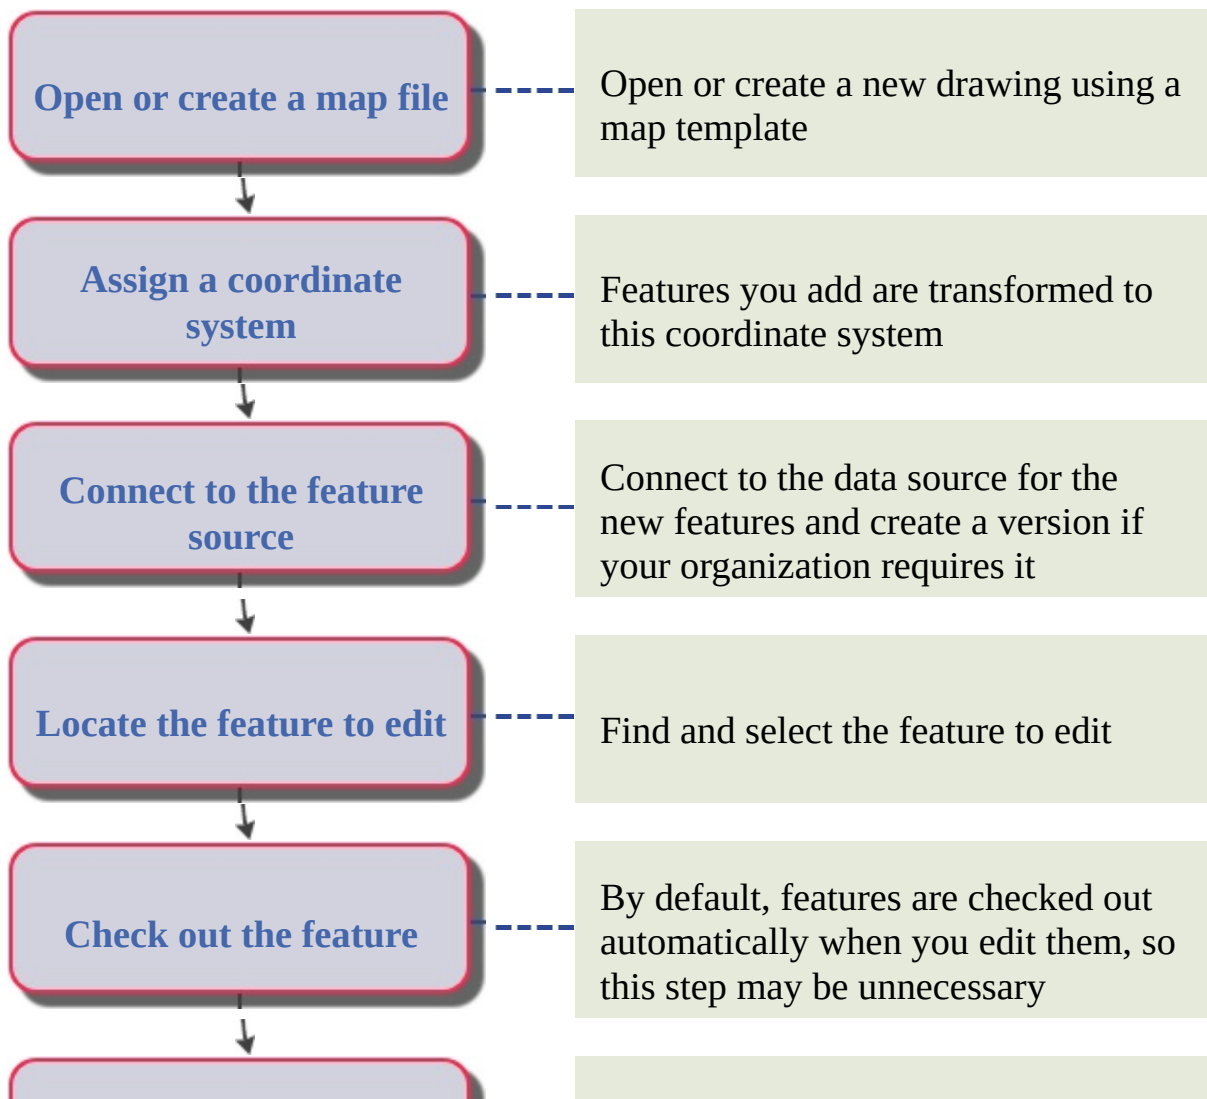 Open or create a map file
Open or create a new drawing using a
map template
Assign a coordinate
system
Features you add are transformed to
this coordinate system
Connect to the feature
source
Connect to the data source for the
new features and create a version if
your organization requires it
Locate the feature to edit
Find and select the feature to edit
Check out the feature
By default, features are checked out
automatically when you edit them, so
this step may be unnecessary